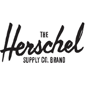 THE
Herschel
SUPPLY CO. BRAND